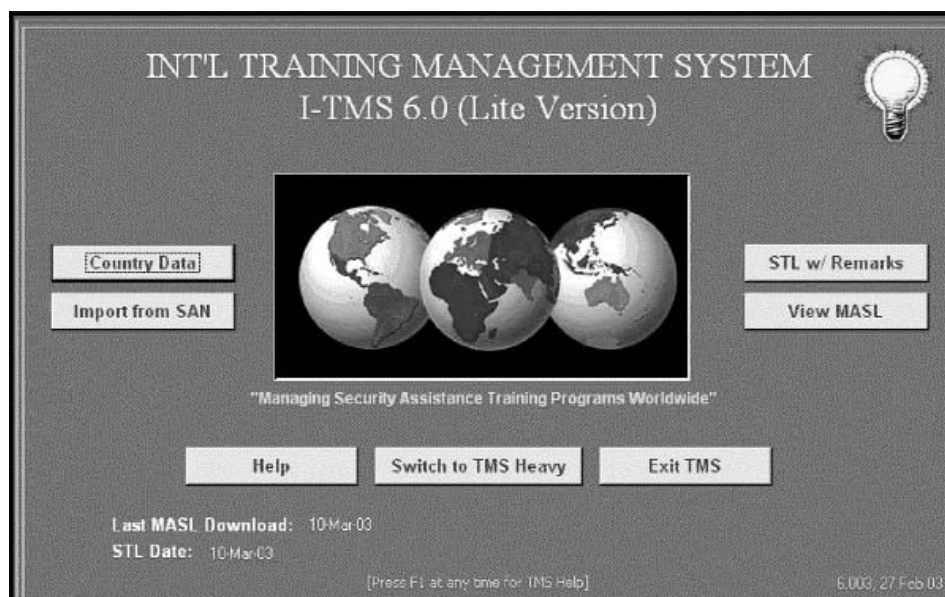 INT'L TRAINING MANAGEMENT SYSTEM
I-TMS 6.0 (Lite Version)
Country Data
STL w/ Remarks
Import from SAN
View MASL
"Managing Security Assistance Training Programs Worldwide"
Help
Switch to TMS Heavy
Exit TMS
Last MASL Download: 10-Mar-03
STL Date: 10-Mar-03
[Press F1 at any time for TMS Help]
6.003, 27 Feb 03